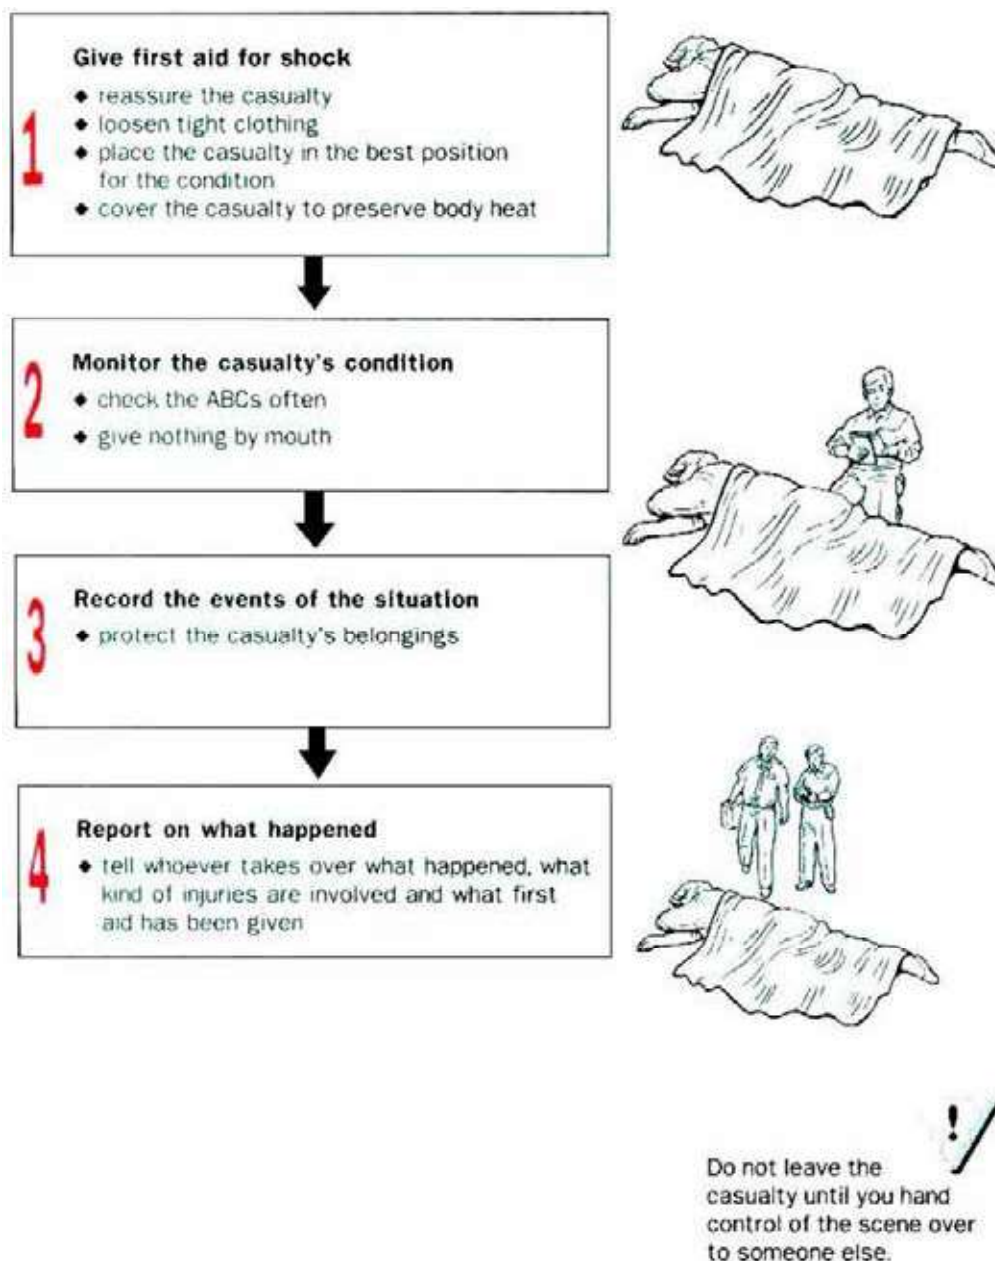 1
Give first aid for shock
◆ reassure the casualty
◆ loosen tight clothing
◆ place the casualty in the best position
for the condition
◆ cover the casualty to preserve body heat
2
Monitor the casualty's condition
◆ check the ABCs often
◆ give nothing by mouth
3
Record the events of the situation
◆ protect the casualty's belongings
4
Report on what happened
◆ tell whoever takes over what happened, what
kind of injuries are involved and what first
aid has been given
!
Do not leave the
casualty until you hand
control of the scene over
to someone else.